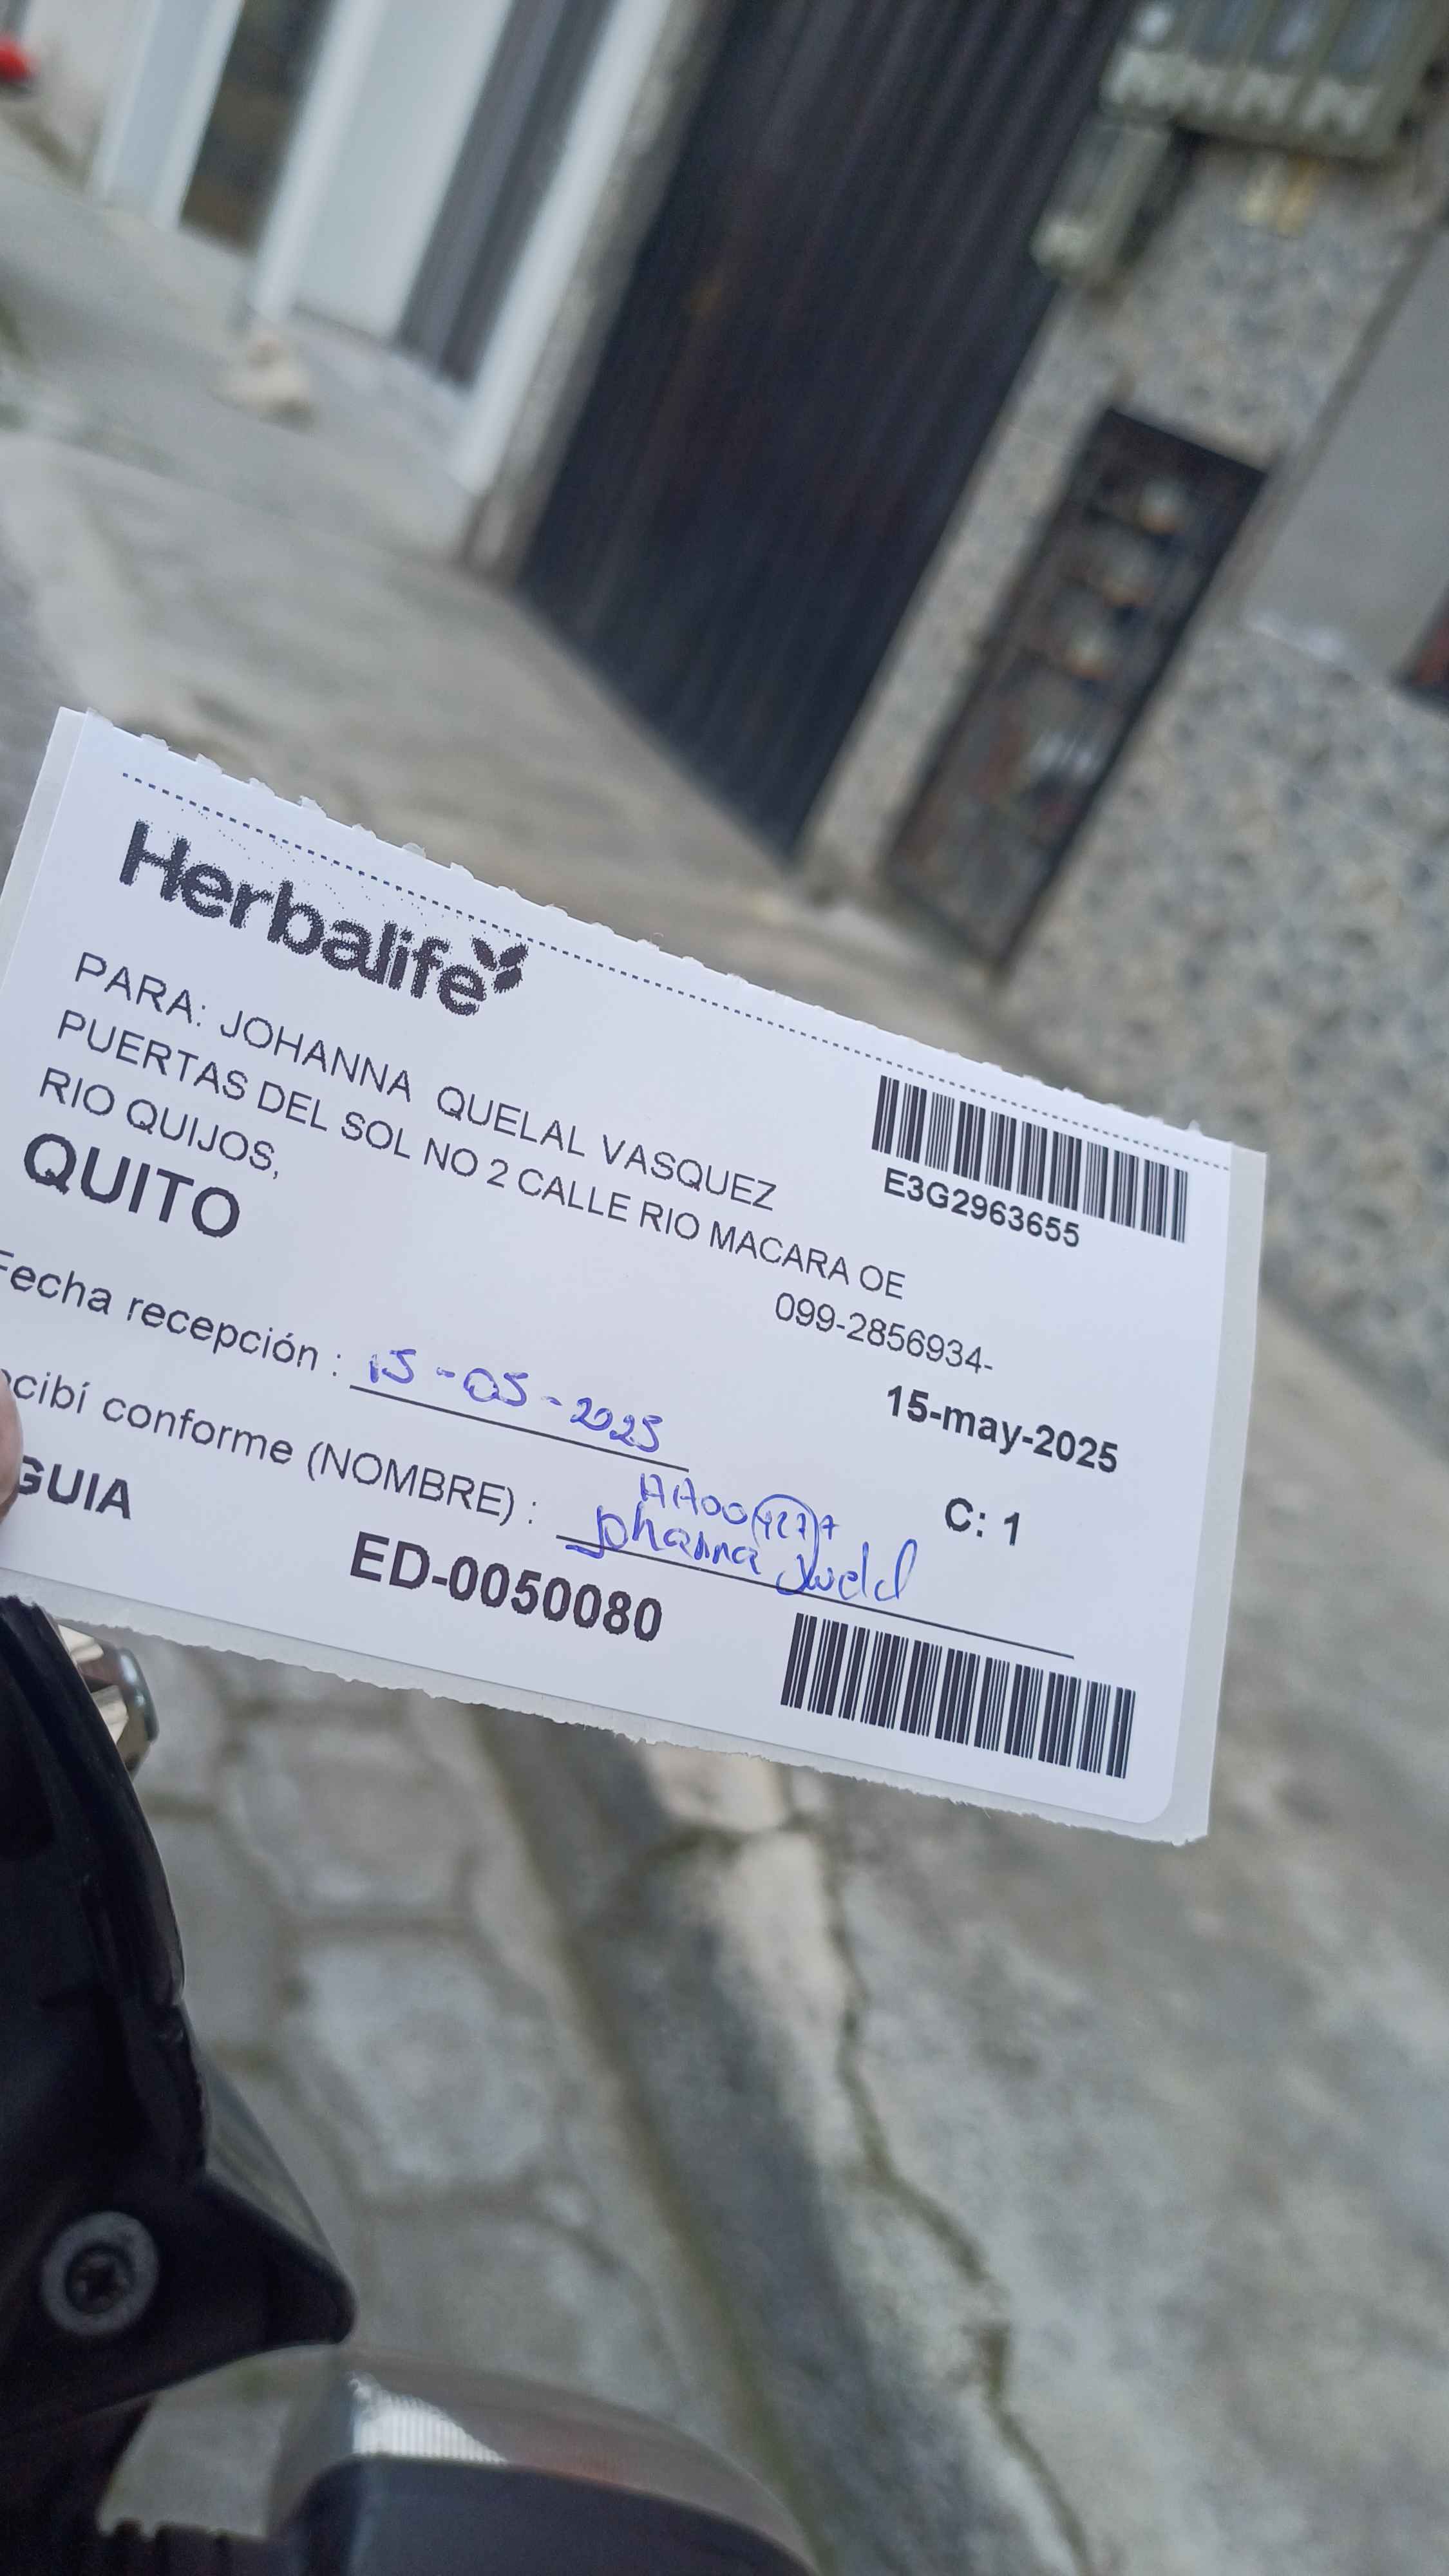 Herbalife
PARA: JOHANNA QUELAL VASQUEZ
PUERTAS DEL SOL NO 2 CALLE RIO MACARA OE
RIO QUIJOS,
QUITO
E3G2963655
099-2856934-
15-may-2025
Fecha recepción : 15-05-2025
C: 1
cibí conforme (NOMBRE) : Johanna
GUIA
ED-0050080